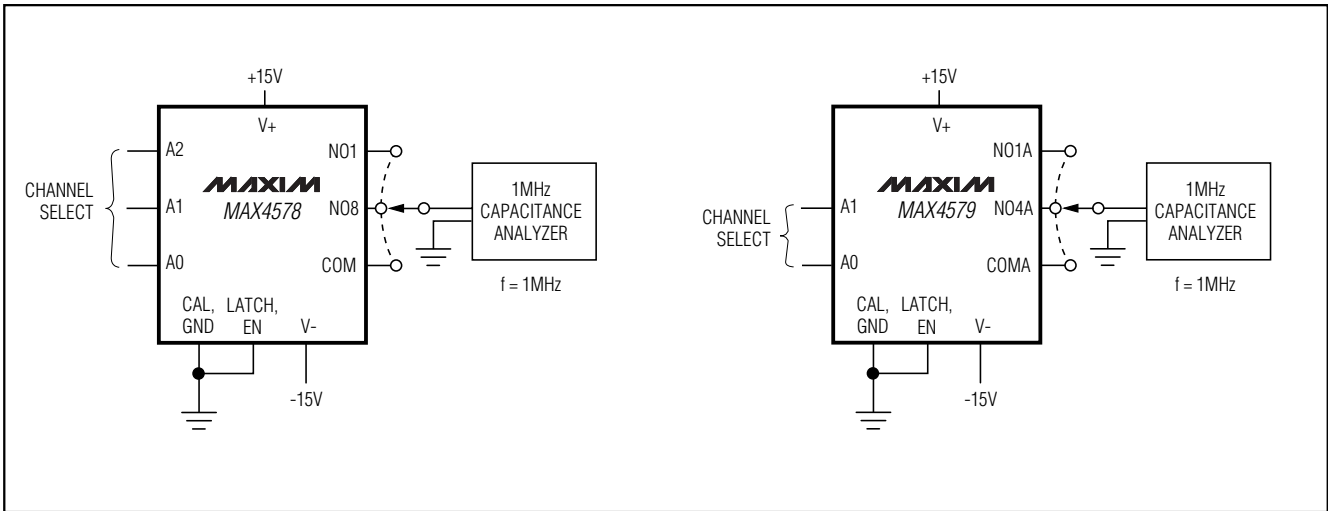 +15V
V+
A2
NO1
CHANNEL
SELECT
MAXIM
MAX4578
A1
NO8
1MHz
CAPACITANCE
ANALYZER
A0
COM
f = 1MHz
CAL,
GND
LATCH,
EN
V-
-15V
+15V
V+
NO1A
MAXIM
MAX4579
CHANNEL
SELECT
A1
NO4A
1MHz
CAPACITANCE
ANALYZER
A0
COMA
f = 1MHz
CAL,
GND
LATCH,
EN
V-
-15V